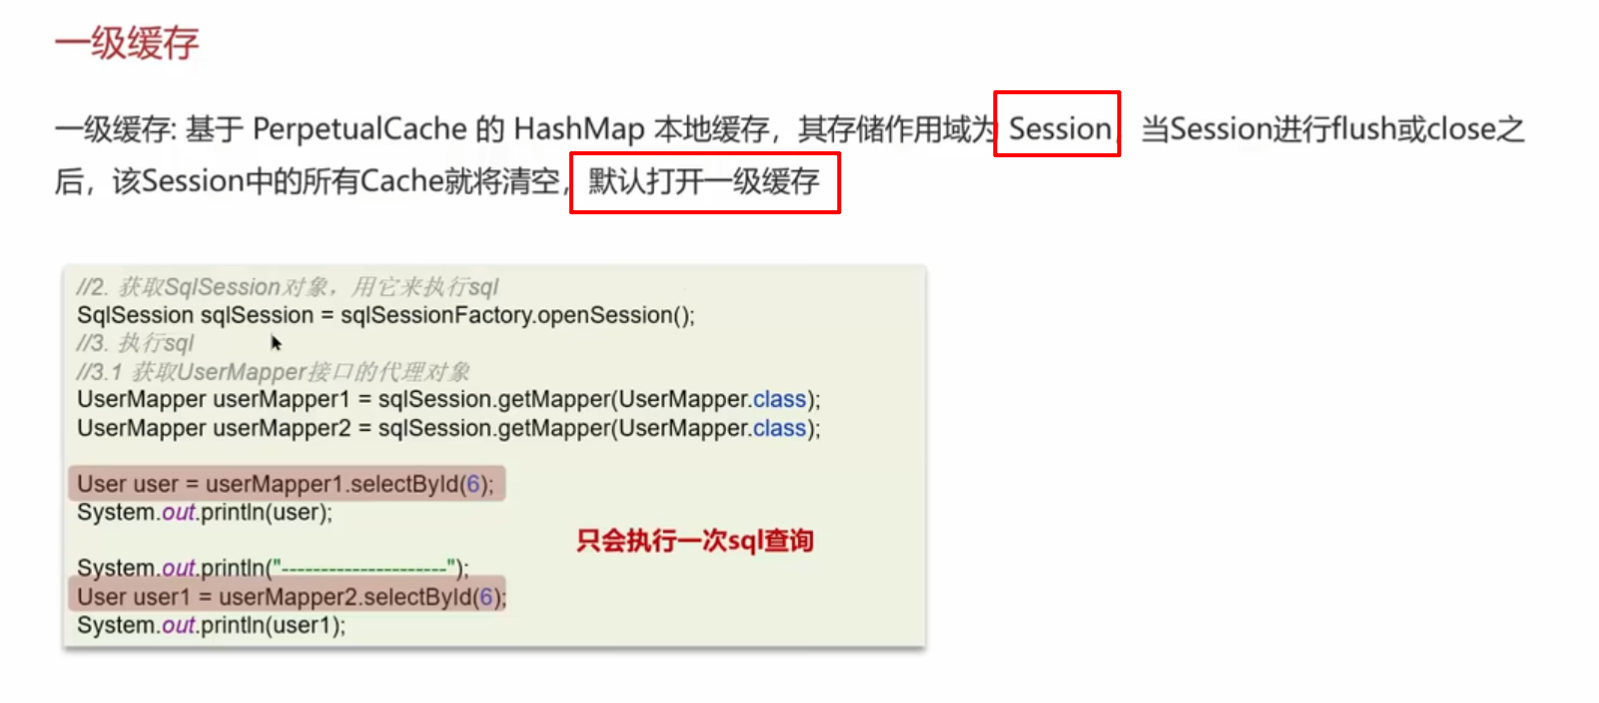 一级缓存
一级缓存: 基于 PerpetualCache 的 HashMap 本地缓存，其存储作用域为 Session，当Session进行flush或close之
后，该Session中的所有Cache就将清空，默认打开一级缓存
//2. 获取SqlSession对象，用它来执行sql
SqlSession sqlSession = sqlSessionFactory.openSession();
//3. 执行sql
//3.1 获取UserMapper接口的代理对象
UserMapper userMapper1 = sqlSession.getMapper(UserMapper.class);
UserMapper userMapper2 = sqlSession.getMapper(UserMapper.class);
User user = userMapper1.selectById(6);
System.out.println(user);
只会执行一次sql查询
System.out.println("---------------------");
User user1 = userMapper2.selectById(6);
System.out.println(user1);